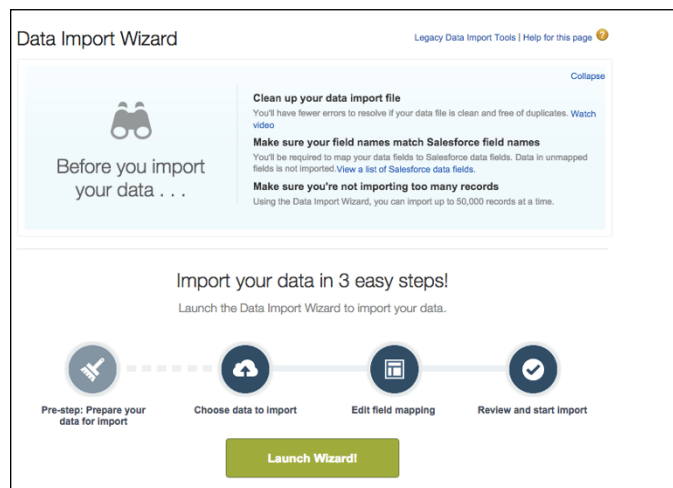 Data Import Wizard
Legacy Data Import Tools | Help for this page ?
Collapse
Before you import
your data . . .
Clean up your data import file
You'll have fewer errors to resolve if your data file is clean and free of duplicates. Watch
video
Make sure your field names match Salesforce field names
You'll be required to map your data fields to Salesforce data fields. Data in unmapped
fields is not imported.View a list of Salesforce data fields.
Make sure you're not importing too many records
Using the Data Import Wizard, you can import up to 50,000 records at a time.
Import your data in 3 easy steps!
Launch the Data Import Wizard to import your data.
Pre-step: Prepare your
data for import
Choose data to import
Edit field mapping
Review and start import
Launch Wizard!